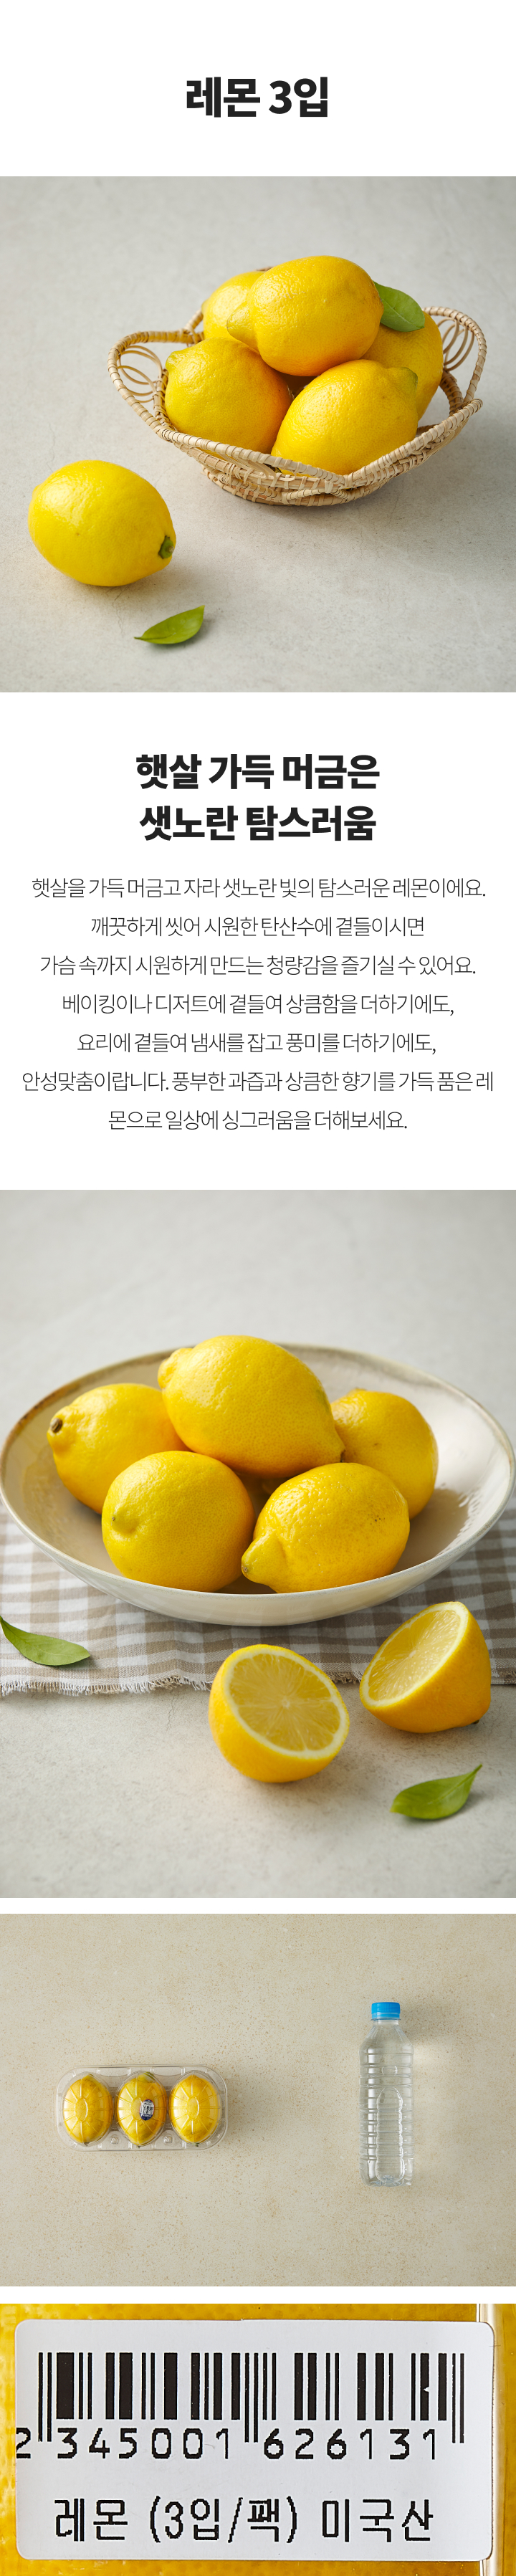 레몬 3입
햇살 가득 머금은
샛노란 탐스러움
햇살을 가득 머금고 자라 샛노란 빛의 탐스러운 레몬이에요.
깨끗하게 씻어 시원한 탄산수에 곁들이시면
가슴 속까지 시원하게 만드는 청량감을 즐기실 수 있어요.
베이킹이나 디저트에 곁들여 상큼함을 더하기에도,
요리에 곁들여 냄새를 잡고 풍미를 더하기에도,
안성맞춤이랍니다. 풍부한 과즙과 상큼한 향기를 가득 품은 레
몬으로 일상에 싱그러움을 더해보세요.
2 345001 626131
레몬 (3입/팩) 미국산